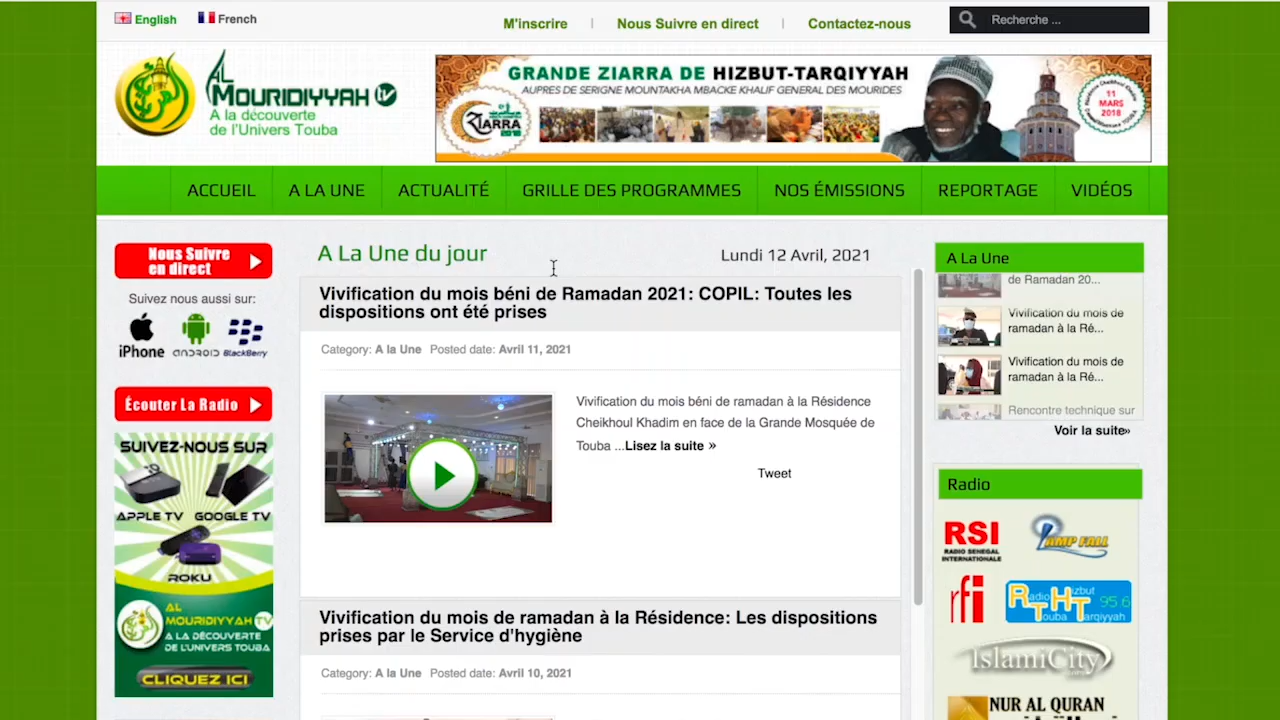 English
French
M'inscrire
Nous Suivre en direct
Contactez-nous
Recherche ...
AL
MOURIDIYYAH TV
A la découverte
de l'Univers Touba
GRANDE ZIARRA DE HIZBUT-TARQIYYAH
AUPRES DE SERIGNE MOUNTAKHA MBACKE KHALIF GENERAL DES MOURIDES
ZIARRA
2018
11
MARS
2018
ACCUEIL
A LA UNE
ACTUALITÉ
GRILLE DES PROGRAMMES
NOS ÉMISSIONS
REPORTAGE
VIDÉOS
Nous Suivre
en direct
Suivez nous aussi sur:
iPhone
ANDROID
BlackBerry
Écouter La Radio
SUIVEZ-NOUS SUR
APPLE TV
GOOGLE TV
ROKU
AL
MOURIDIYYAH TV
A LA DÉCOUVERTE
DE L'UNIVERS TOUBA
CLIQUEZ ICI
A La Une du jour
Lundi 12 Avril, 2021
Vivification du mois béni de Ramadan 2021: COPIL: Toutes les
dispositions ont été prises
Category: A la Une Posted date: Avril 11, 2021
Vivification du mois béni de ramadan à la Résidence
Cheikhoul Khadim en face de la Grande Mosquée de
Touba ...Lisez la suite »
Tweet
Vivification du mois de ramadan à la Résidence: Les dispositions
prises par le Service d'hygiène
Category: A la Une Posted date: Avril 10, 2021
A La Une
de Ramadan 20...
Vivification du mois de
ramadan à la Ré...
Vivification du mois de
ramadan à la Ré...
Rencontre technique sur
Voir la suite»
Radio
RSI
RADIO SENEGAL
INTERNATIONALE
LAMP FALL
rfi
Radio Hizbut
Touba Tarqiyyah
95.6
IslamiCity
NUR AL QURAN